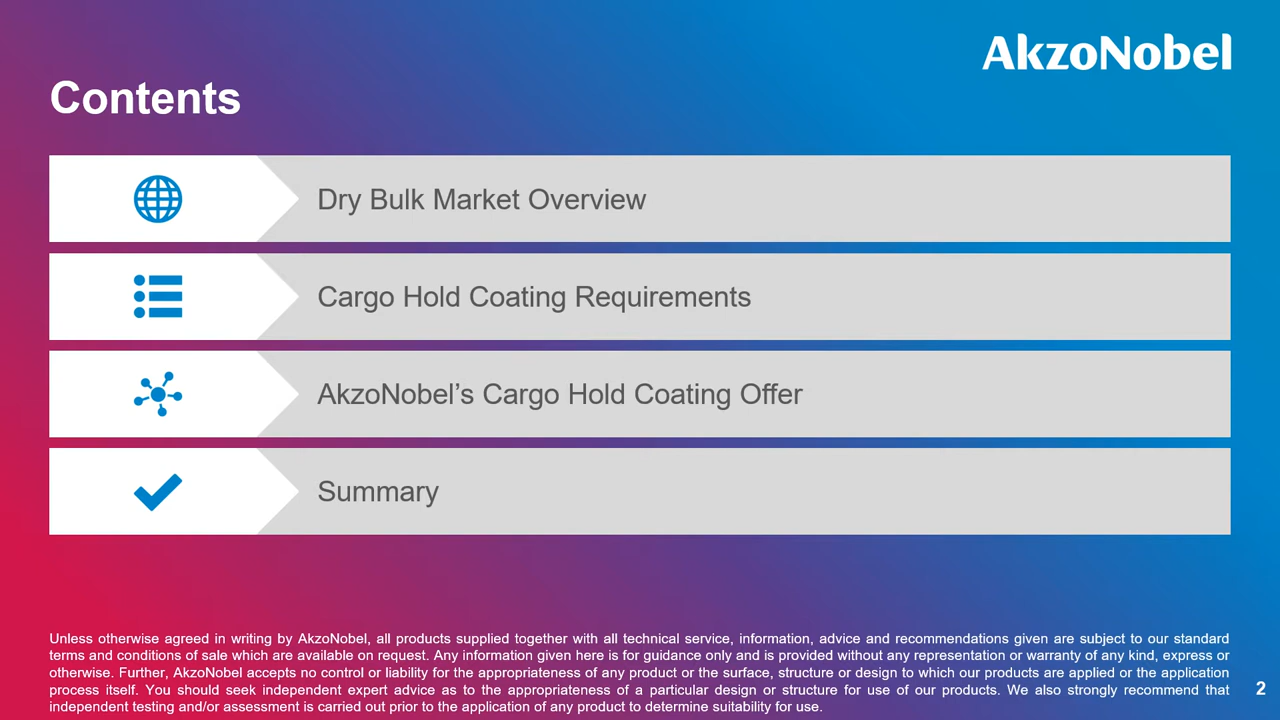 AkzoNobel
Contents
Dry Bulk Market Overview
Cargo Hold Coating Requirements
AkzoNobel’s Cargo Hold Coating Offer
Summary
Unless otherwise agreed in writing by AkzoNobel, all products supplied together with all technical service, information, advice and recommendations given are subject to our standard
terms and conditions of sale which are available on request. Any information given here is for guidance only and is provided without any representation or warranty of any kind, express or
otherwise. Further, AkzoNobel accepts no control or liability for the appropriateness of any product or the surface, structure or design to which our products are applied or the application
process itself. You should seek independent expert advice as to the appropriateness of a particular design or structure for use of our products. We also strongly recommend that
independent testing and/or assessment is carried out prior to the application of any product to determine suitability for use.
2